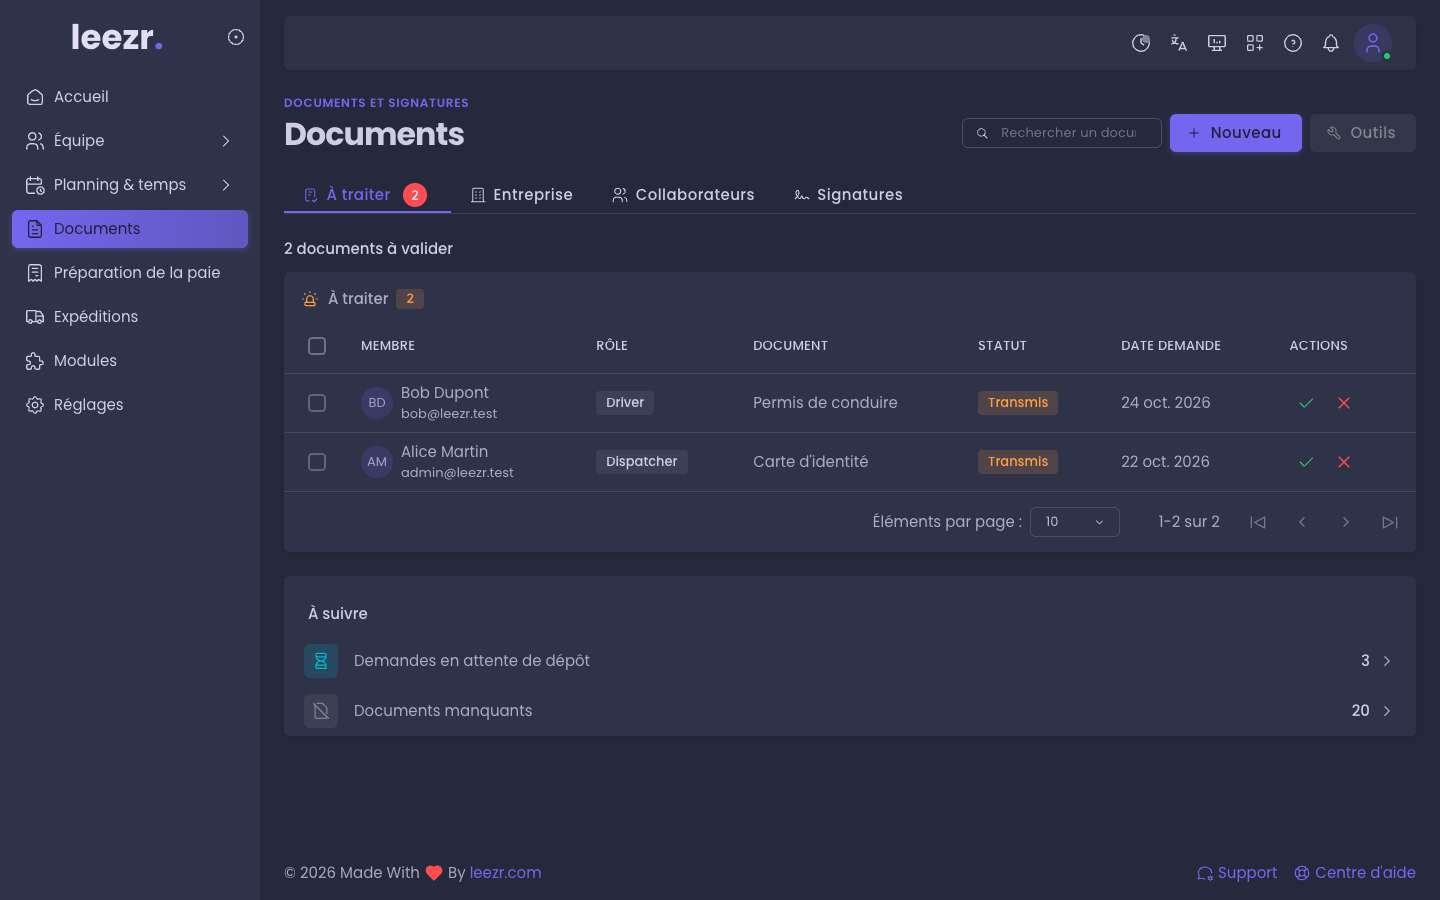 leezr.
Accueil
Équipe
Planning & temps
Documents
Préparation de la paie
Expéditions
Modules
Réglages
DOCUMENTS ET SIGNATURES
Documents
Rechercher un docu
Nouveau
Outils
À traiter 2
Entreprise
Collaborateurs
Signatures
2 documents à valider
À traiter 2
MEMBRE RÔLE DOCUMENT STATUT DATE DEMANDE ACTIONS
BD Bob Dupont Driver Permis de conduire Transmis 24 oct. 2026
bob@leezr.test
AM Alice Martin Dispatcher Carte d'identité Transmis 22 oct. 2026
admin@leezr.test
Éléments par page : 10 1-2 sur 2
À suivre
Demandes en attente de dépôt 3
Documents manquants 20
© 2026 Made With By leezr.com
Support Centre d'aide